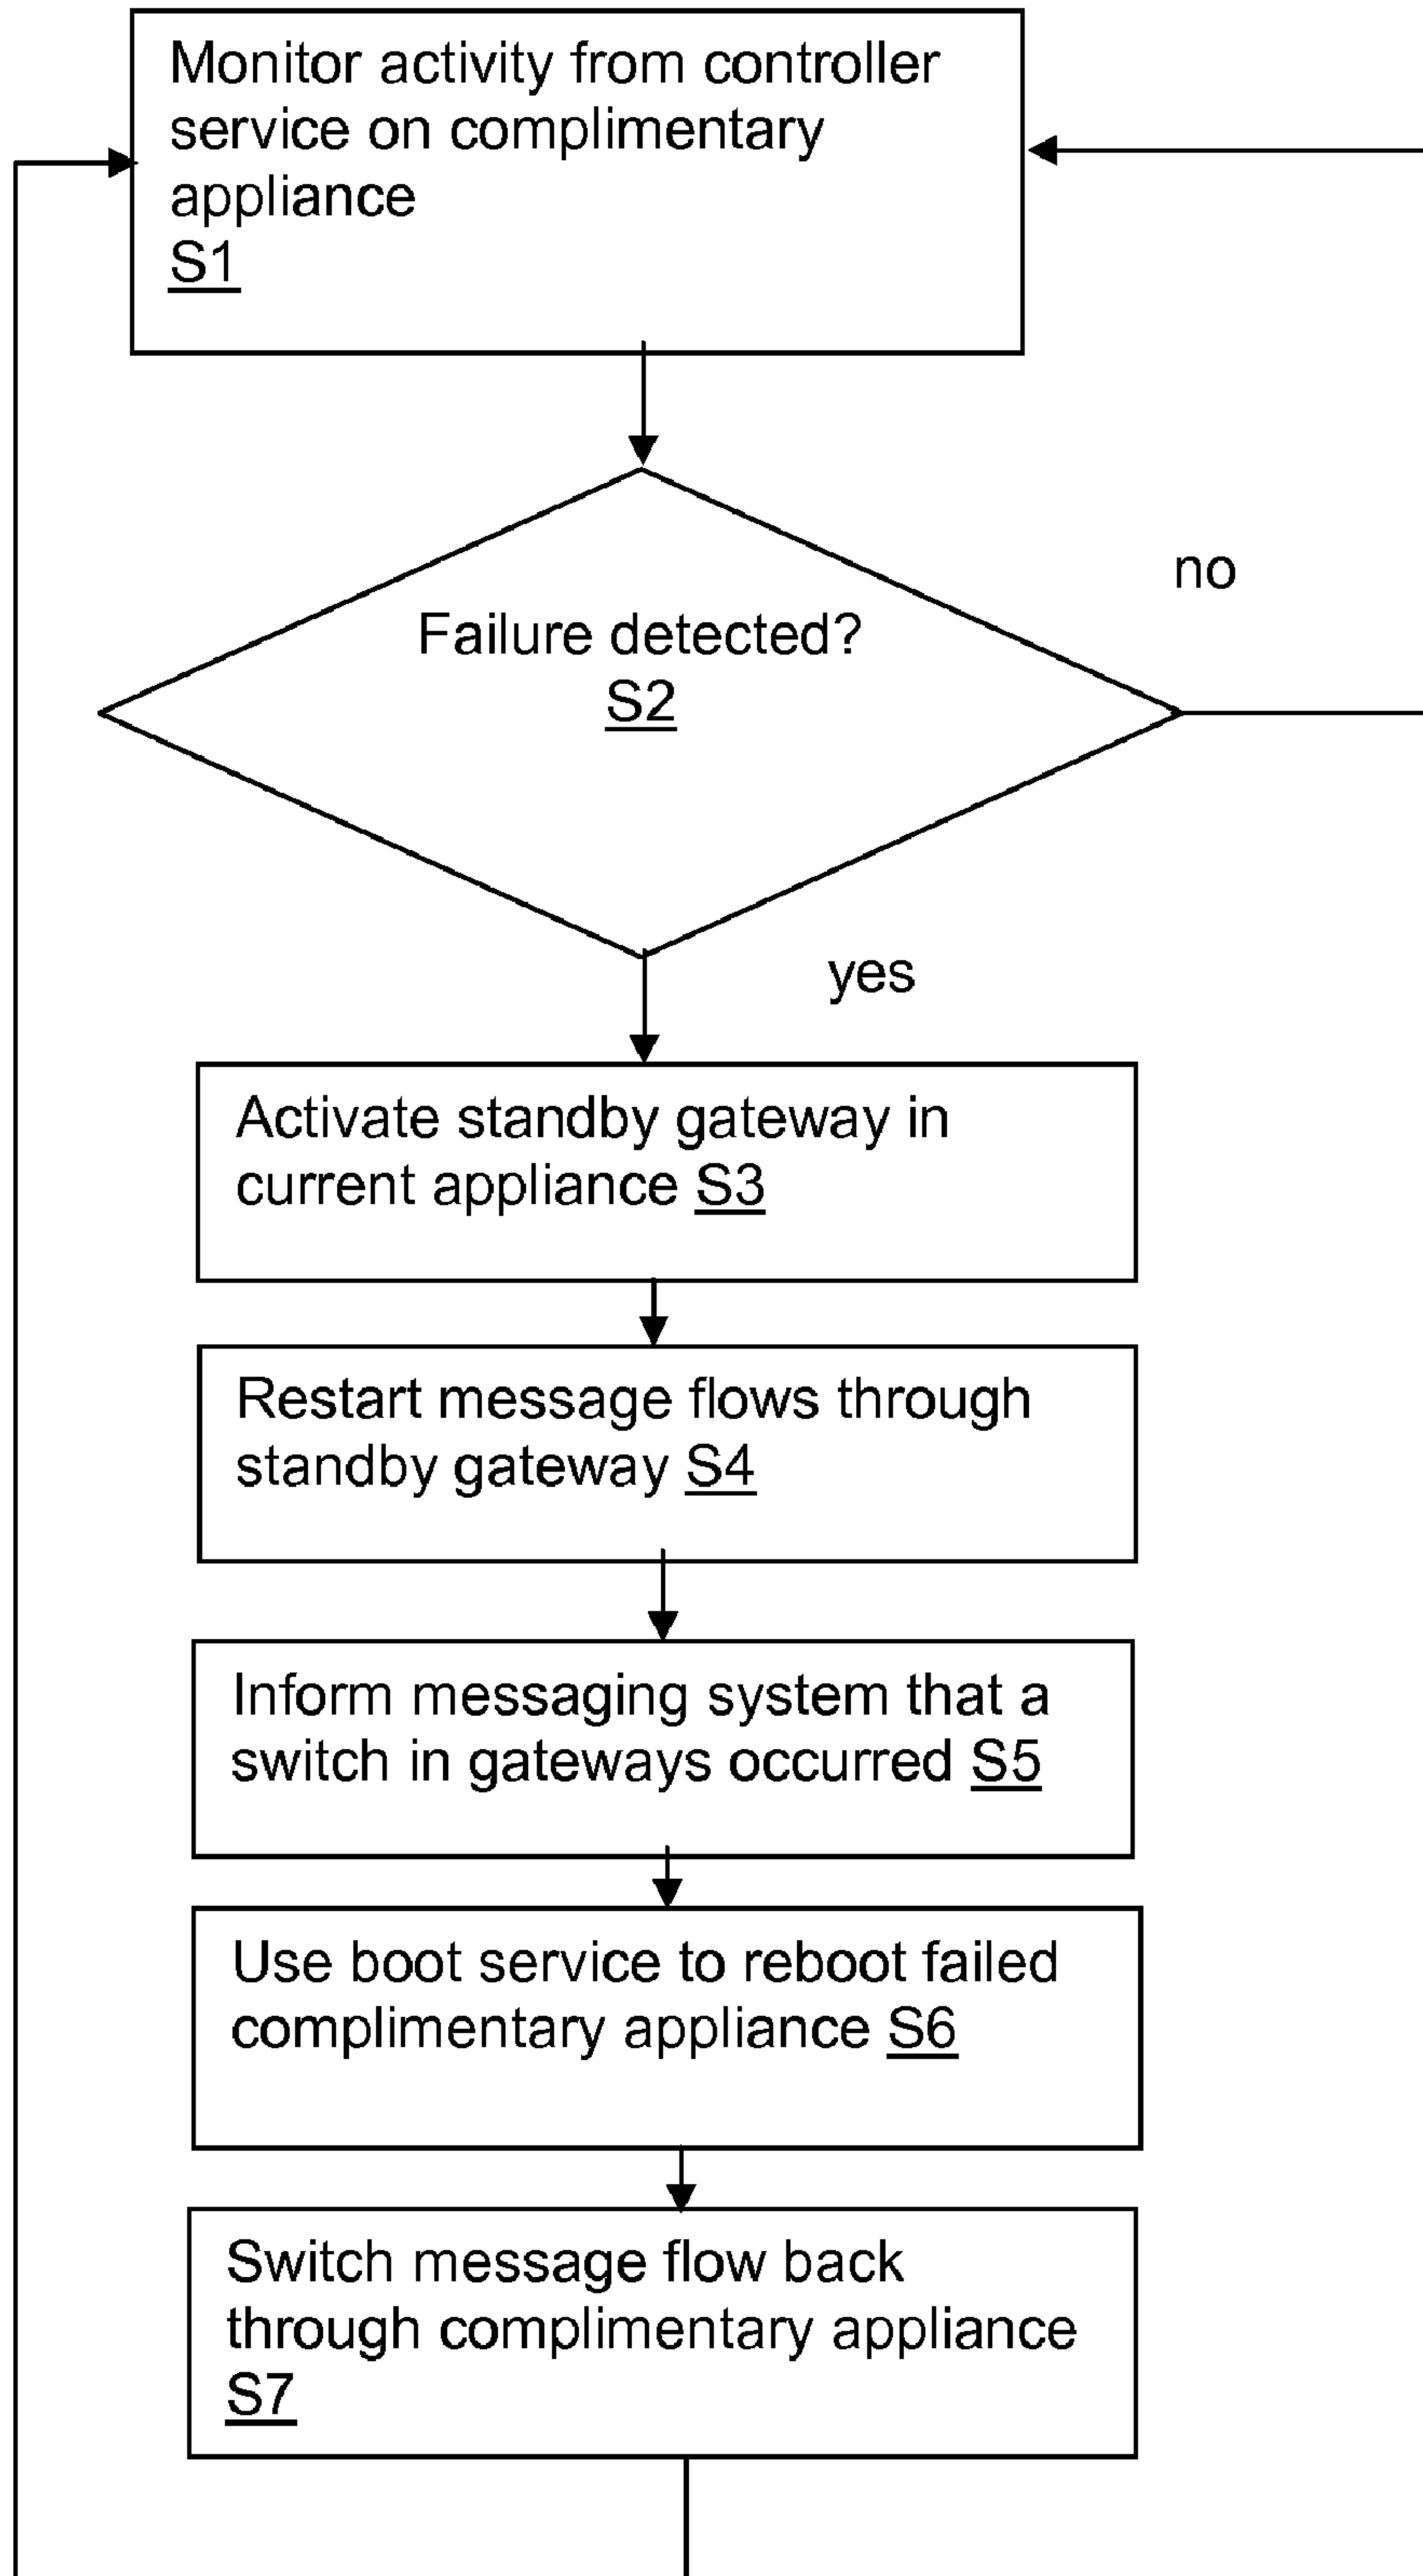 Monitor activity from controller
service on complimentary
appliance
S1
no
Failure detected?
S2
yes
Activate standby gateway in
current appliance S3
Restart message flows through
standby gateway S4
Inform messaging system that a
switch in gateways occurred S5
Use boot service to reboot failed
complimentary appliance S6
Switch message flow back
through complimentary appliance
S7